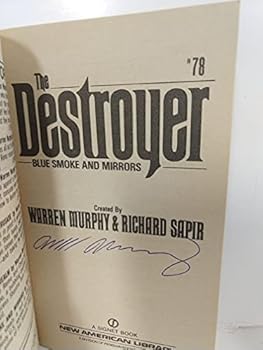 #78
The
Destroyer
BLUE SMOKE AND MIRRORS
Created By
WARREN MURPHY & RICHARD SAPIR
A SIGNET BOOK
NEW AMERICAN LIBRARY